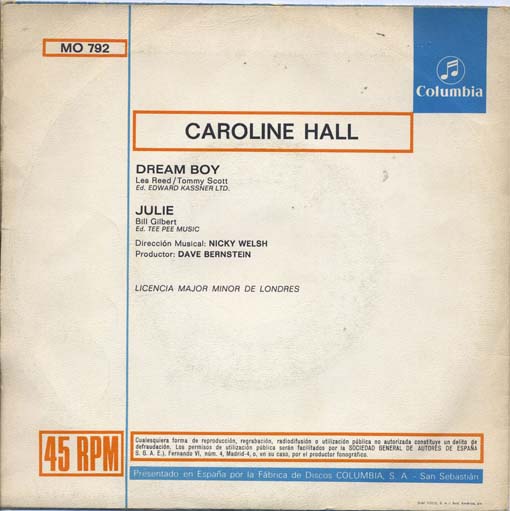 MO 792
Columbia
CAROLINE HALL
DREAM BOY
Les Reed/Tommy Scott
Ed. EDWARD KASSNER LTD.
JULIE
Bill Gilbert
Ed. TEE PEE MUSIC
Dirección Musical: NICKY WELSH
Productor: DAVE BERNSTEIN
LICENCIA MAJOR MINOR DE LONDRES
45 RPM
Cualesquiera forma de reproducción, regrabación, radiodifusión o utilización pública no autorizada constituye un delito de
defraudación. Los permisos de utilización pública serán facilitados por la SOCIEDAD GENERAL DE AUTORES DE ESPAÑA
S. G. A. E.), Fernando VI, núm. 4, Madrid-4, o, en su caso, por el productor fonográfico.
Presentado en España por la Fábrica de Discos COLUMBIA, S. A. - San Sebastián